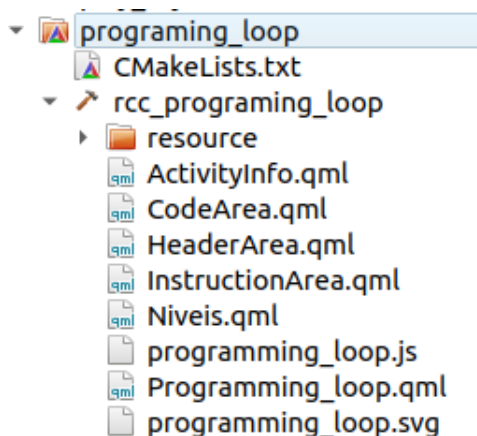 programing_loop
CMakeLists.txt
rcc_programing_loop
resource
ActivityInfo.qml
CodeArea.qml
HeaderArea.qml
InstructionArea.qml
Niveis.qml
programming_loop.js
Programming_loop.qml
programming_loop.svg